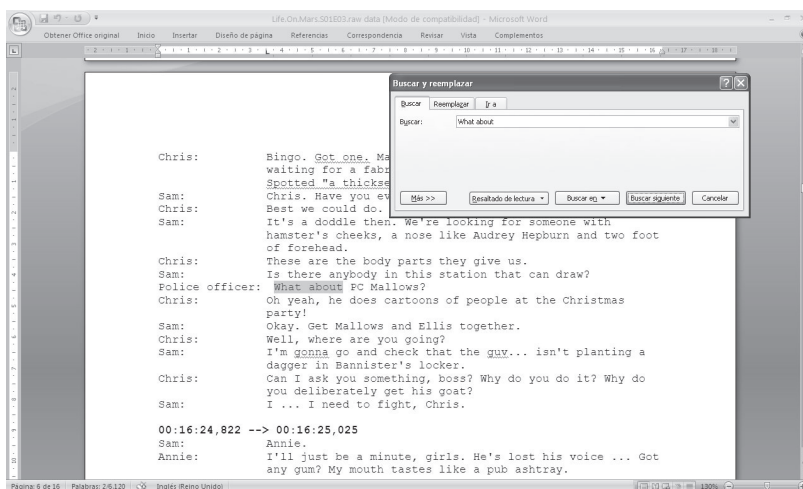 Life.On.Mars.S01E03.raw data [Modo de compatibilidad] - Microsoft Word
Obtener Office original Inicio Insertar Diseño de página Referencias Correspondencia Revisar Vista Complementos
Buscar y reemplazar
Buscar Reemplazar Ir a
Buscar: What about
Más >> Resaltado de lectura Buscar en Buscar siguiente Cancelar
Chris: Bingo. Got one. Ma
waiting for a fabr
Spotted "a thickse
Sam: Chris. Have you ev
Chris: Best we could do.
Sam: It's a doddle then. We're looking for someone with
hamster's cheeks, a nose like Audrey Hepburn and two foot
of forehead.
Chris: These are the body parts they give us.
Sam: Is there anybody in this station that can draw?
Police officer: What about PC Mallows?
Chris: Oh yeah, he does cartoons of people at the Christmas
party!
Sam: Okay. Get Mallows and Ellis together.
Chris: Well, where are you going?
Sam: I'm gonna go and check that the guv... isn't planting a
dagger in Bannister's locker.
Chris: Can I ask you something, boss? Why do you do it? Why do
you deliberately get his goat?
Sam: I ... I need to fight, Chris.
00:16:24,822 --> 00:16:25,025
Sam: Annie.
Annie: I'll just be a minute, girls. He's lost his voice ... Got
any gum? My mouth tastes like a pub ashtray.
Página: 6 de 16 Palabras: 2/6.120 Inglés (Reino Unido) 130%